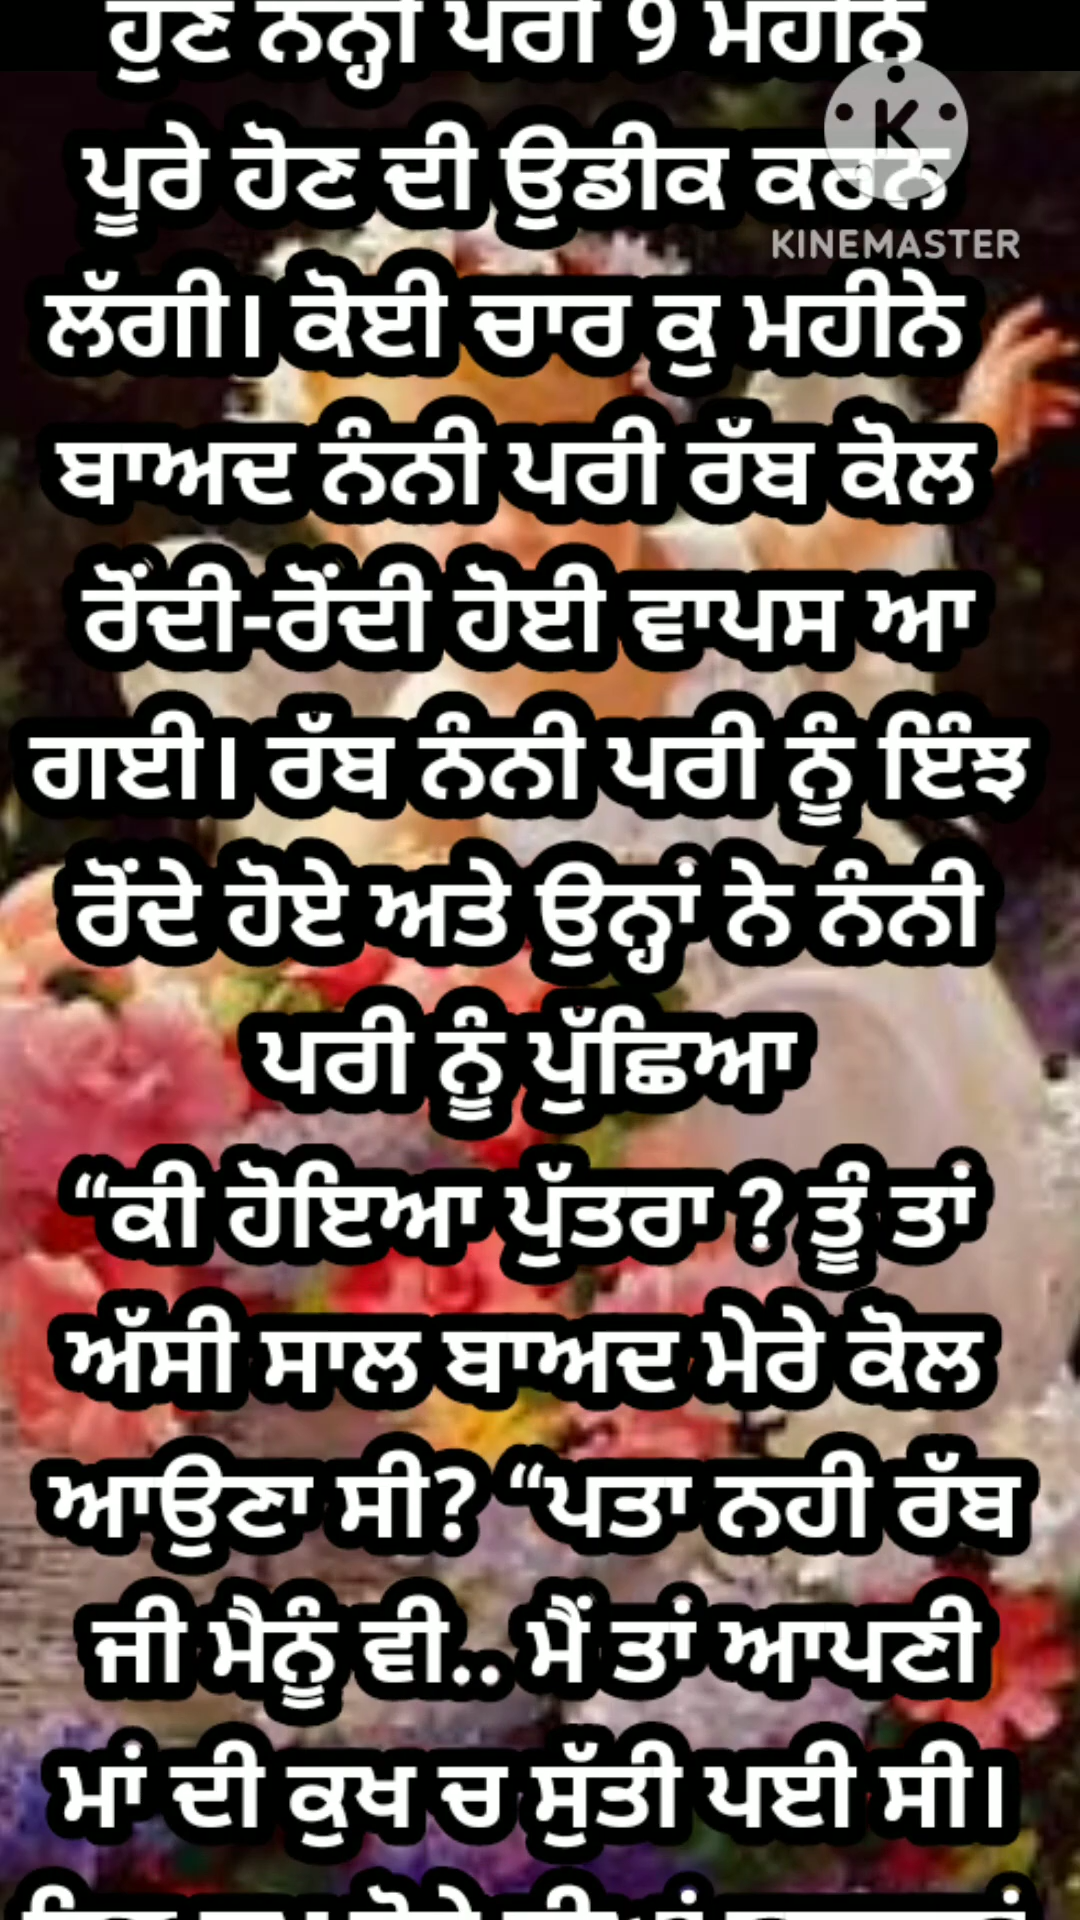 ਹੁਣ ਨਨ੍ਹੀ ਪਰੀ 9 ਮਹੀਨੇ
ਪੂਰੇ ਹੋਣ ਦੀ ਉਡੀਕ ਕਰਨ
KINEMASTER
ਲੱਗੀ। ਕੋਈ ਚਾਰ ਕੁ ਮਹੀਨੇ
ਬਾਅਦ ਨੰਨੀ ਪਰੀ ਰੱਬ ਕੋਲ
ਰੋਂਦੀ-ਰੋਂਦੀ ਹੋਈ ਵਾਪਸ ਆ
ਗਈ। ਰੱਬ ਨੰਨੀ ਪਰੀ ਨੂੰ ਇੰਝ
ਰੋਂਦੇ ਹੋਏ ਅਤੇ ਉਨ੍ਹਾਂ ਨੇ ਨੰਨੀ
ਪਰੀ ਨੂੰ ਪੁੱਛਿਆ
“ਕੀ ਹੋਇਆ ਪੁੱਤਰਾ ? ਤੂੰ ਤਾਂ
ਅੱਸੀ ਸਾਲ ਬਾਅਦ ਮੇਰੇ ਕੋਲ
ਆਉਣਾ ਸੀ? “ਪਤਾ ਨਹੀ ਰੱਬ
ਜੀ ਮੈਨੂੰ ਵੀ.. ਮੈਂ ਤਾਂ ਆਪਣੀ
ਮਾਂ ਦੀ ਕੁਖ ਚ ਸੁੱਤੀ ਪਈ ਸੀ।